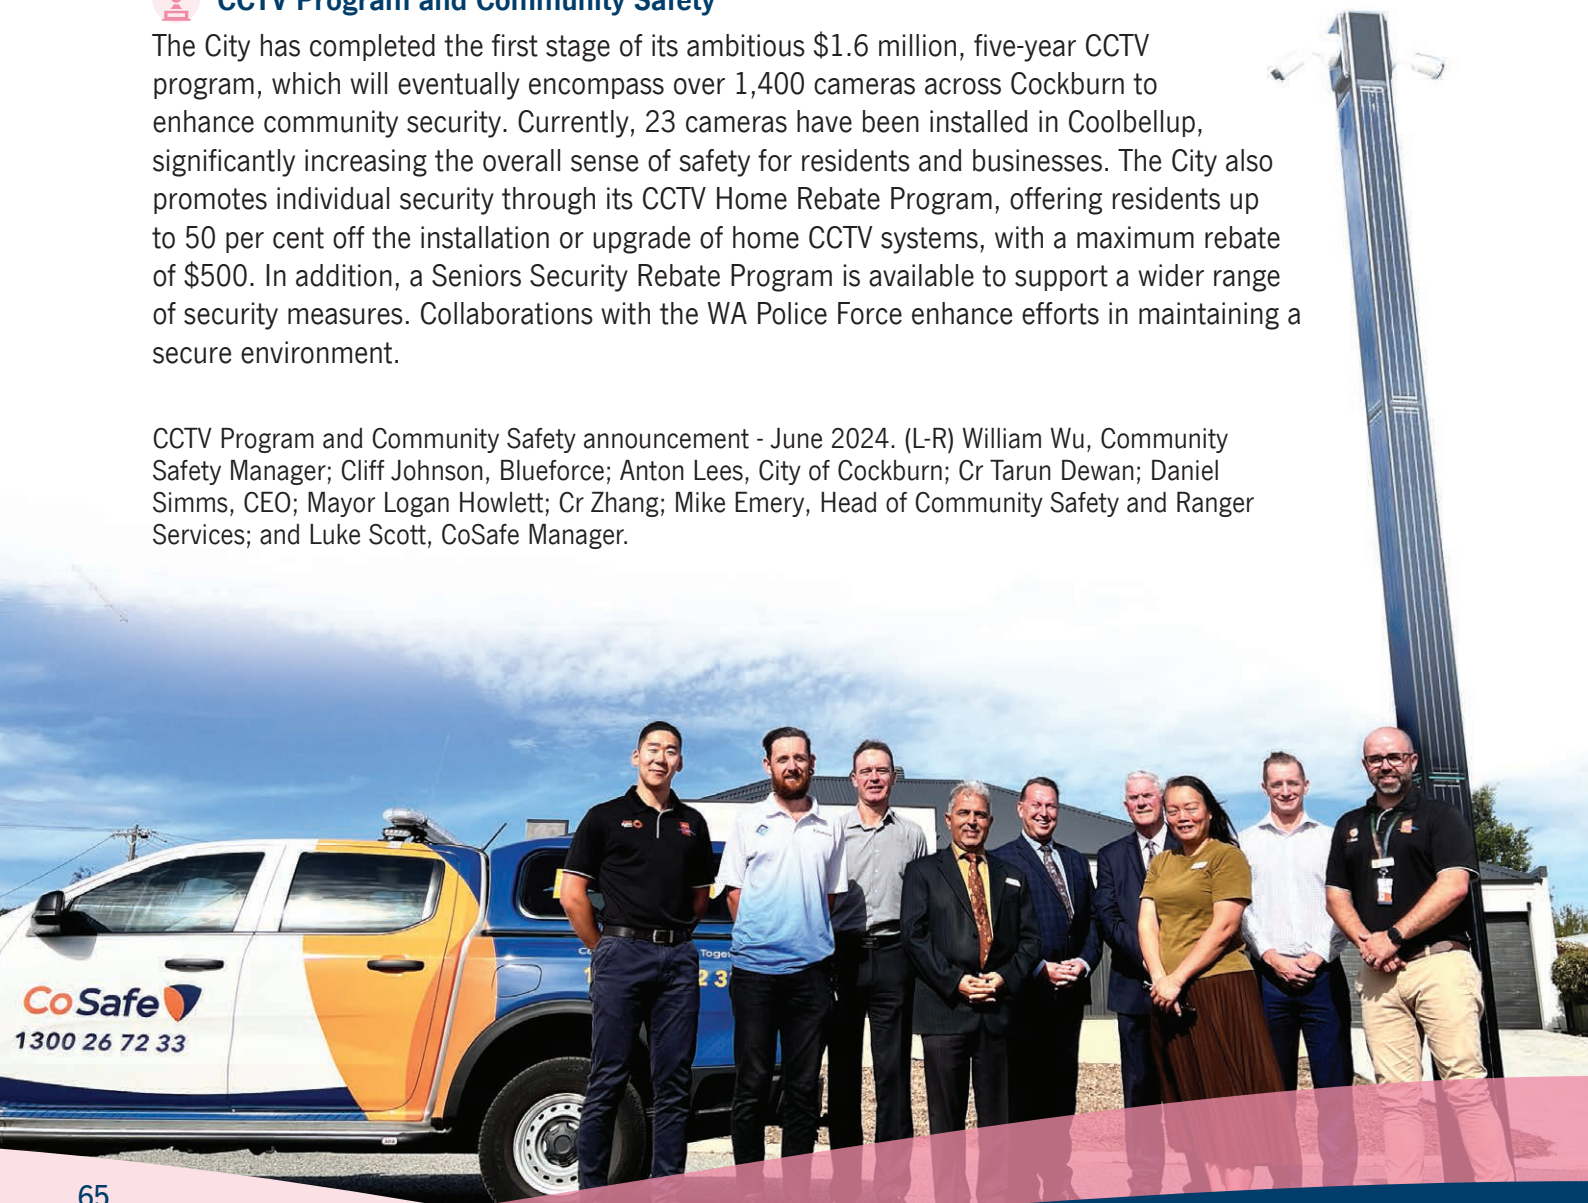 CCTV Program and Community Safety
The City has completed the first stage of its ambitious $1.6 million, five-year CCTV
program, which will eventually encompass over 1,400 cameras across Cockburn to
enhance community security. Currently, 23 cameras have been installed in Coolbellup,
significantly increasing the overall sense of safety for residents and businesses. The City also
promotes individual security through its CCTV Home Rebate Program, offering residents up
to 50 per cent off the installation or upgrade of home CCTV systems, with a maximum rebate
of $500. In addition, a Seniors Security Rebate Program is available to support a wider range
of security measures. Collaborations with the WA Police Force enhance efforts in maintaining a
secure environment.
CCTV Program and Community Safety announcement - June 2024. (L-R) William Wu, Community
Safety Manager; Cliff Johnson, Blueforce; Anton Lees, City of Cockburn; Cr Tarun Dewan; Daniel
Simms, CEO; Mayor Logan Howlett; Cr Zhang; Mike Emery, Head of Community Safety and Ranger
Services; and Luke Scott, CoSafe Manager.
CoSafe
1300 26 72 33
65